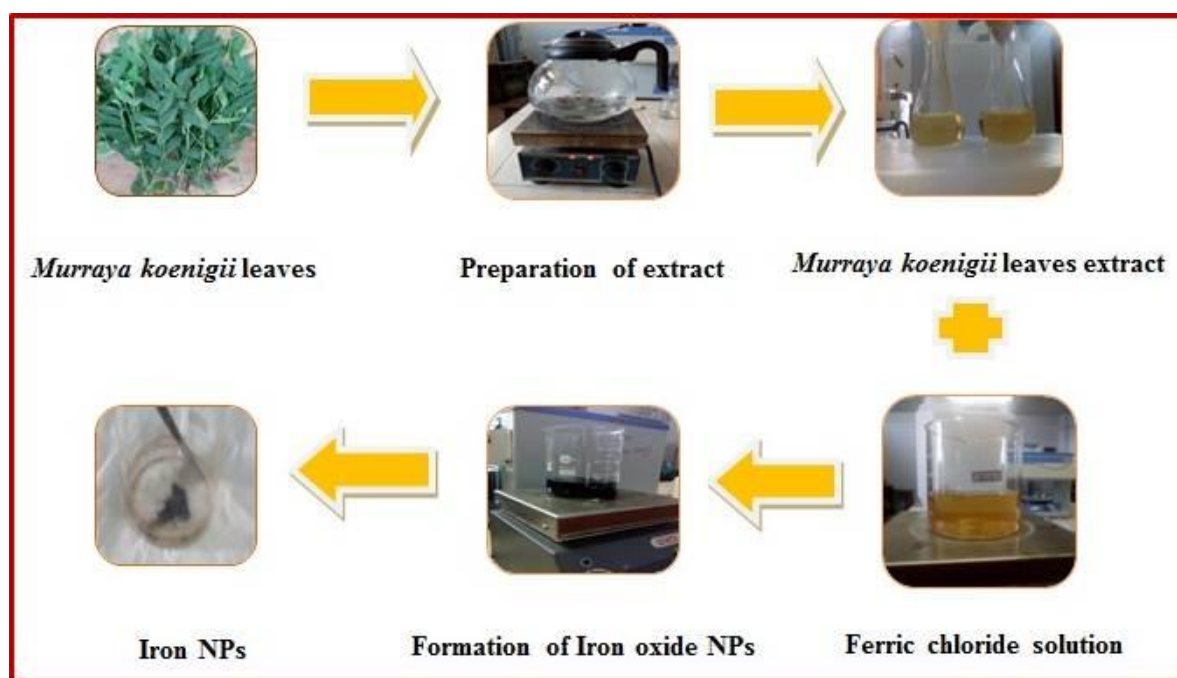 Murraya koenigii leaves
Preparation of extract
Murraya koenigii leaves extract
Iron NPs
Formation of Iron oxide NPs
Ferric chloride solution